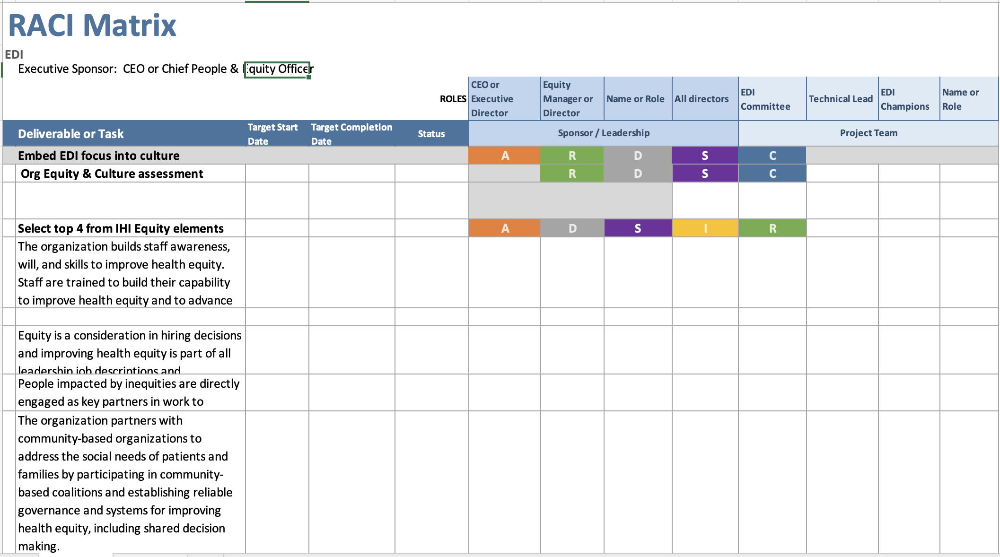 RACI Matrix
EDI
Executive Sponsor:  CEO or Chief People & Equity Officer
ROLES
CEO or
Executive
Director
Equity
Manager or
Director
Name or Role
All directors
EDI
Committee
Technical Lead
EDI
Champions
Name or
Role
Deliverable or Task
Target Start
Date
Target Completion
Date
Status
Sponsor / Leadership
Project Team
Embed EDI focus into culture
A R D S C
Org Equity & Culture assessment
R D S C
Select top 4 from IHI Equity elements
A D S I R
The organization builds staff awareness,
will, and skills to improve health equity.
Staff are trained to build their capability
to improve health equity and to advance
Equity is a consideration in hiring decisions
and improving health equity is part of all
leadership job descriptions and
People impacted by inequities are directly
engaged as key partners in work to
The organization partners with
community-based organizations to
address the social needs of patients and
families by participating in community-
based coalitions and establishing reliable
governance and systems for improving
health equity, including shared decision
making.